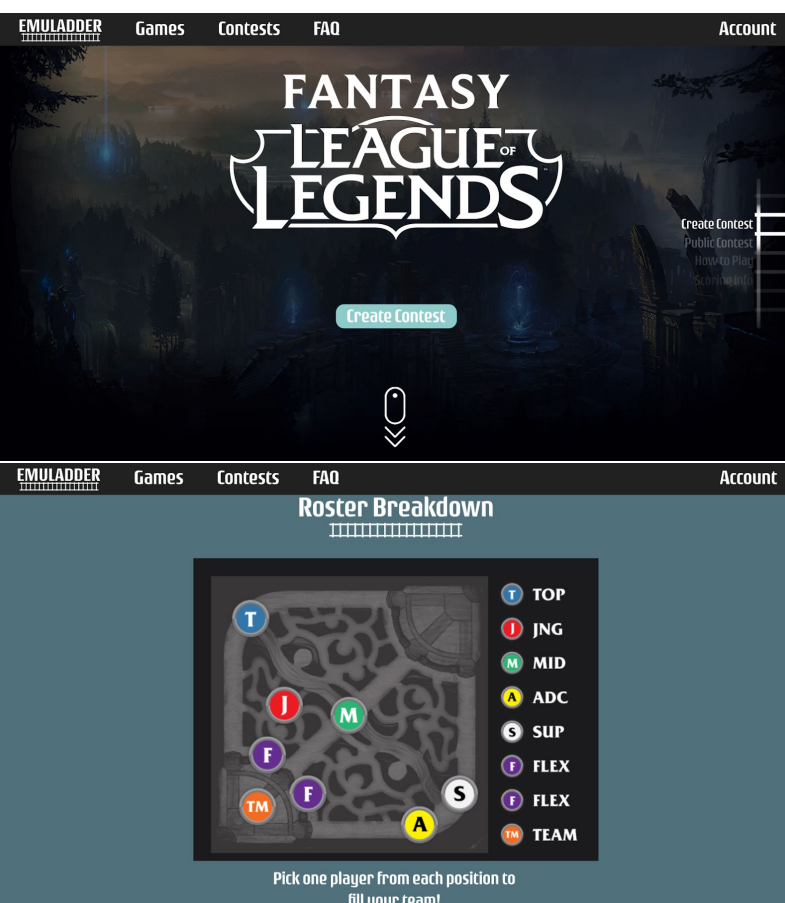 EMULADDER Games Contests FAQ Account
FANTASY
LEAGUE OF
LEGENDS
Create Contest
Public Contest
How to Play
Scoring Info
Create Contest
EMULADDER Games Contests FAQ Account
Roster Breakdown
T
J
M
F
F
TM
S
A
T TOP
J JNG
M MID
A ADC
S SUP
F FLEX
F FLEX
TM TEAM
Pick one player from each position to
fill your team!